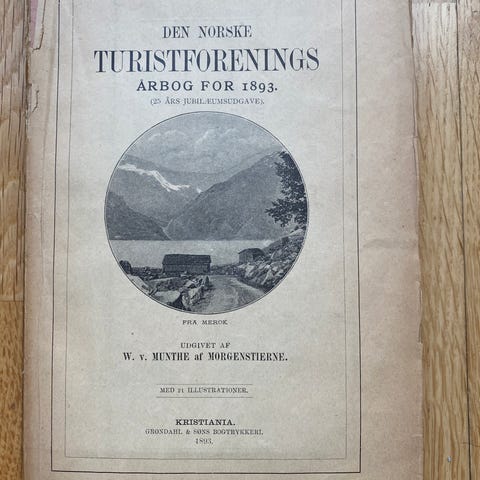 DEN NORSKE
TURISTFORENINGS
ÅRBOG FOR 1893.
(25 ÅRS JUBILÆUMSUDGAVE).
FRA MEROK
UDGIVET AF
W. v. MUNTHE af MORGENSTIERNE.
MED 71 ILLUSTRATIONER.
KRISTIANIA.
GRØNDAHL & SØNS BOGTRYKKERI.
1893.